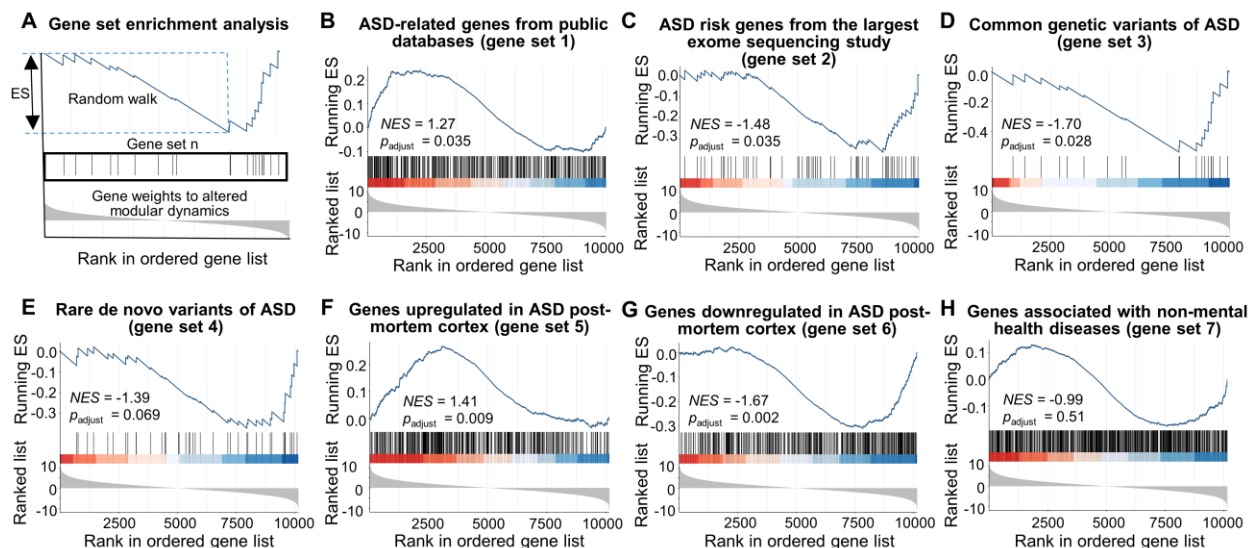 A Gene set enrichment analysis
ES
Random walk
Gene set n
Gene weights to altered
modular dynamics
Rank in ordered gene list
B ASD-related genes from public
databases (gene set 1)
Running ES
0.2
0.1
0.0
-0.1
NES = 1.27
Padjust = 0.035
Ranked list
10
0
-10
2500 5000 7500 10000
Rank in ordered gene list
C ASD risk genes from the largest
exome sequencing study
(gene set 2)
Running ES
0.0
-0.1
-0.2
-0.3
NES = -1.48
Padjust = 0.035
Ranked list
10
0
-10
2500 5000 7500 10000
Rank in ordered gene list
D Common genetic variants of ASD
(gene set 3)
Running ES
0.0
-0.2
-0.4
NES = -1.70
Padjust = 0.028
Ranked list
10
0
-10
2500 5000 7500 10000
Rank in ordered gene list
E Rare de novo variants of ASD
(gene set 4)
Running ES
0.0
-0.1
-0.2
-0.3
NES = -1.39
Padjust = 0.069
Ranked list
10
0
-10
2500 5000 7500 10000
Rank in ordered gene list
F Genes upregulated in ASD post-
mortem cortex (gene set 5)
Running ES
0.2
0.1
0.0
NES = 1.41
Padjust = 0.009
Ranked list
10
0
-10
2500 5000 7500 10000
Rank in ordered gene list
G Genes downregulated in ASD post-
mortem cortex (gene set 6)
Running ES
0.0
-0.1
-0.2
-0.3
NES = -1.67
Padjust = 0.002
Ranked list
10
0
-10
2500 5000 7500 10000
Rank in ordered gene list
H Genes associated with non-mental
health diseases (gene set 7)
Running ES
0.1
0.0
-0.1
NES = -0.99
Padjust = 0.51
Ranked list
10
0
-10
2500 5000 7500 10000
Rank in ordered gene list